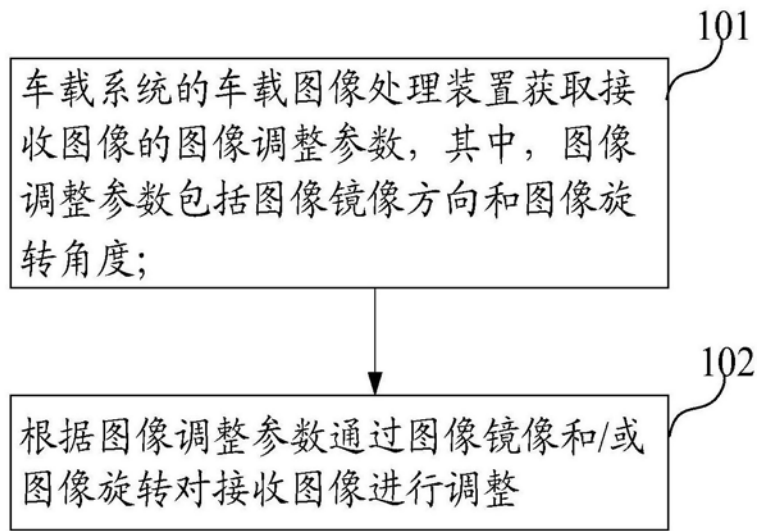 101
车载系统的车载图像处理装置获取接
收图像的图像调整参数，其中，图像
调整参数包括图像镜像方向和图像旋
转角度；
102
根据图像调整参数通过图像镜像和/或
图像旋转对接收图像进行调整